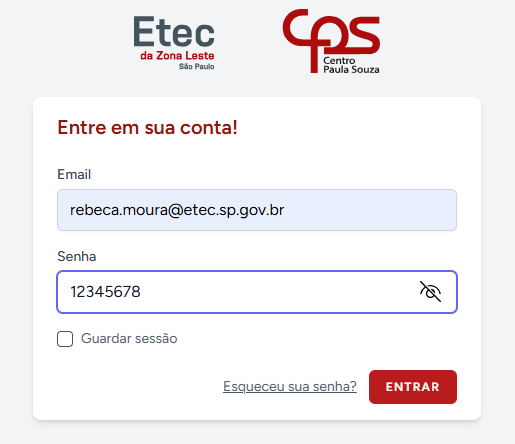 Etec
da Zona Leste
São Paulo
cps
Centro
Paula Souza
Entre em sua conta!
Email
rebeca.moura@etec.sp.gov.br
Senha
12345678
Guardar sessão
Esqueceu sua senha?
ENTRAR